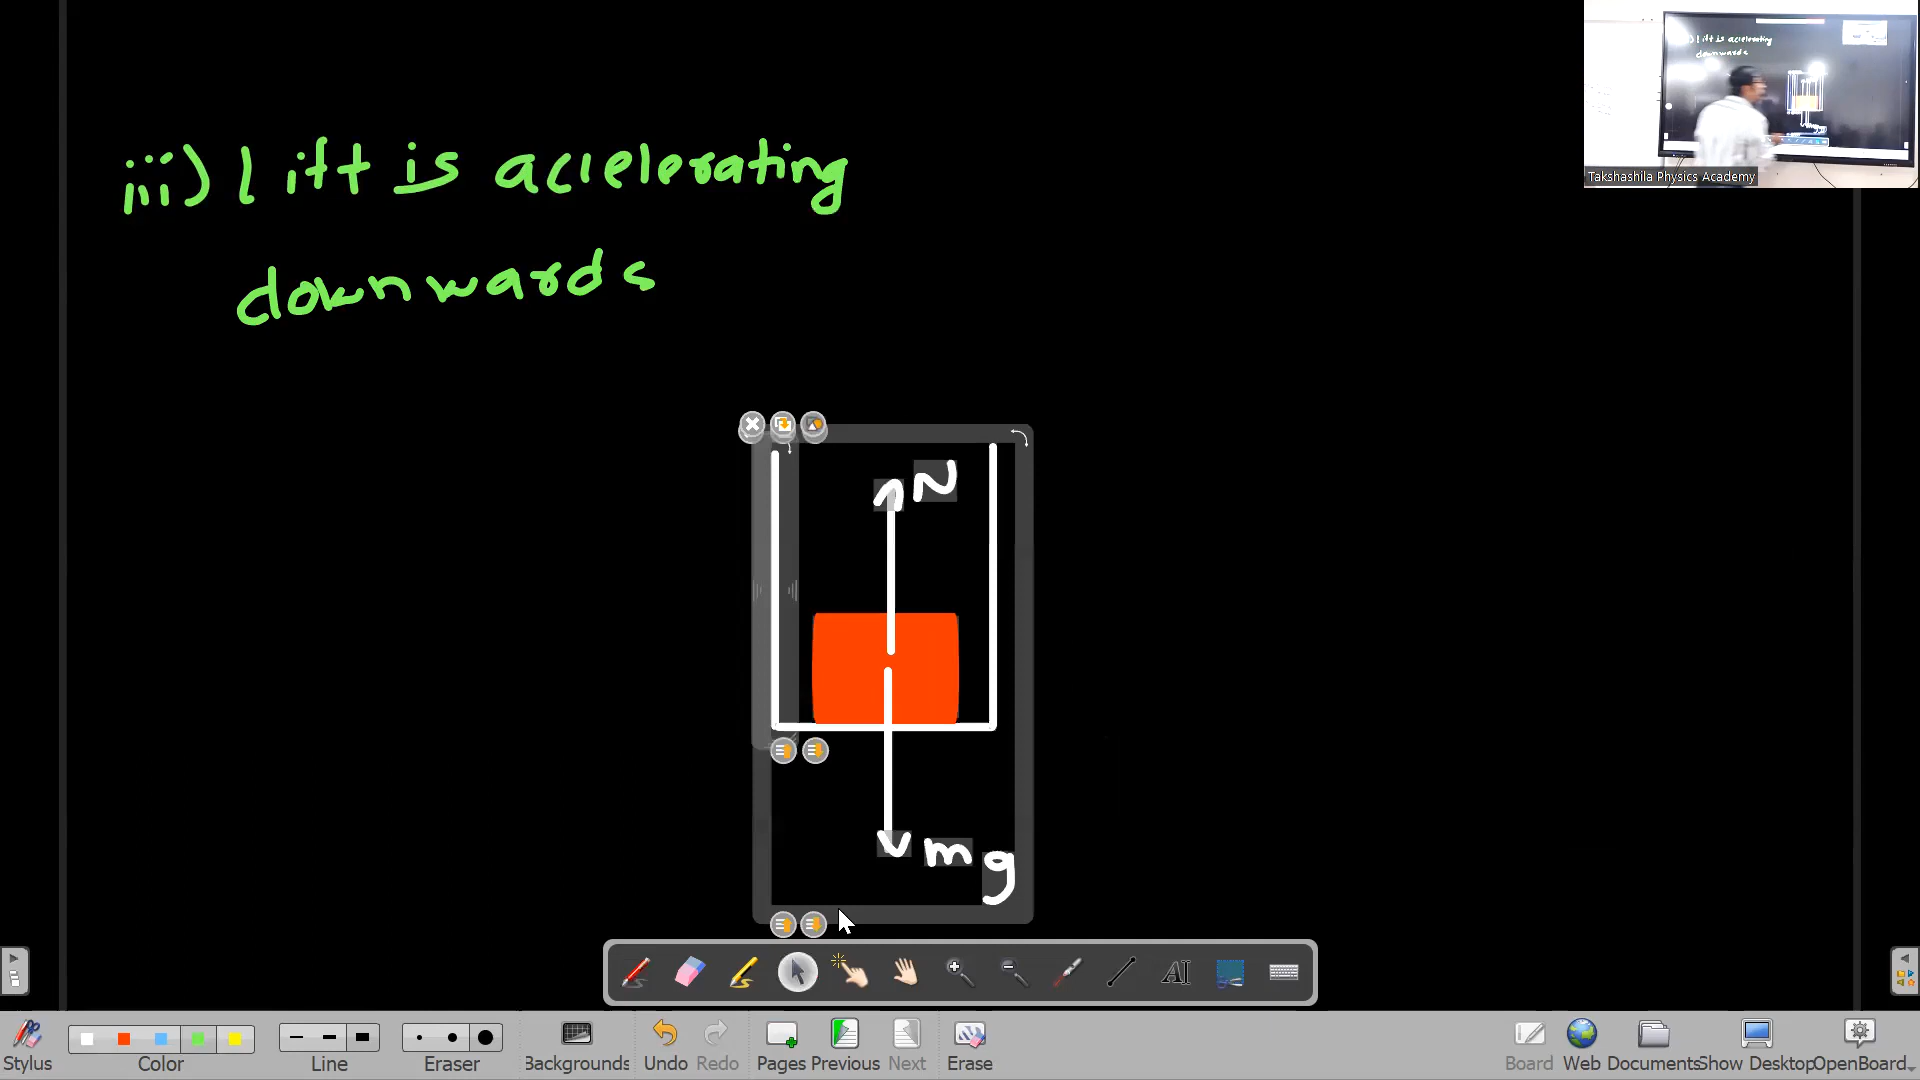 iii) lift is aclelerating
downwards
N
mg
Takshashila Physics Academy
Stylus
Color
Line
Eraser
Backgrounds
Undo
Redo
Pages
Previous
Next
Erase
Board
Web
Documents
Show Desktop
OpenBoard